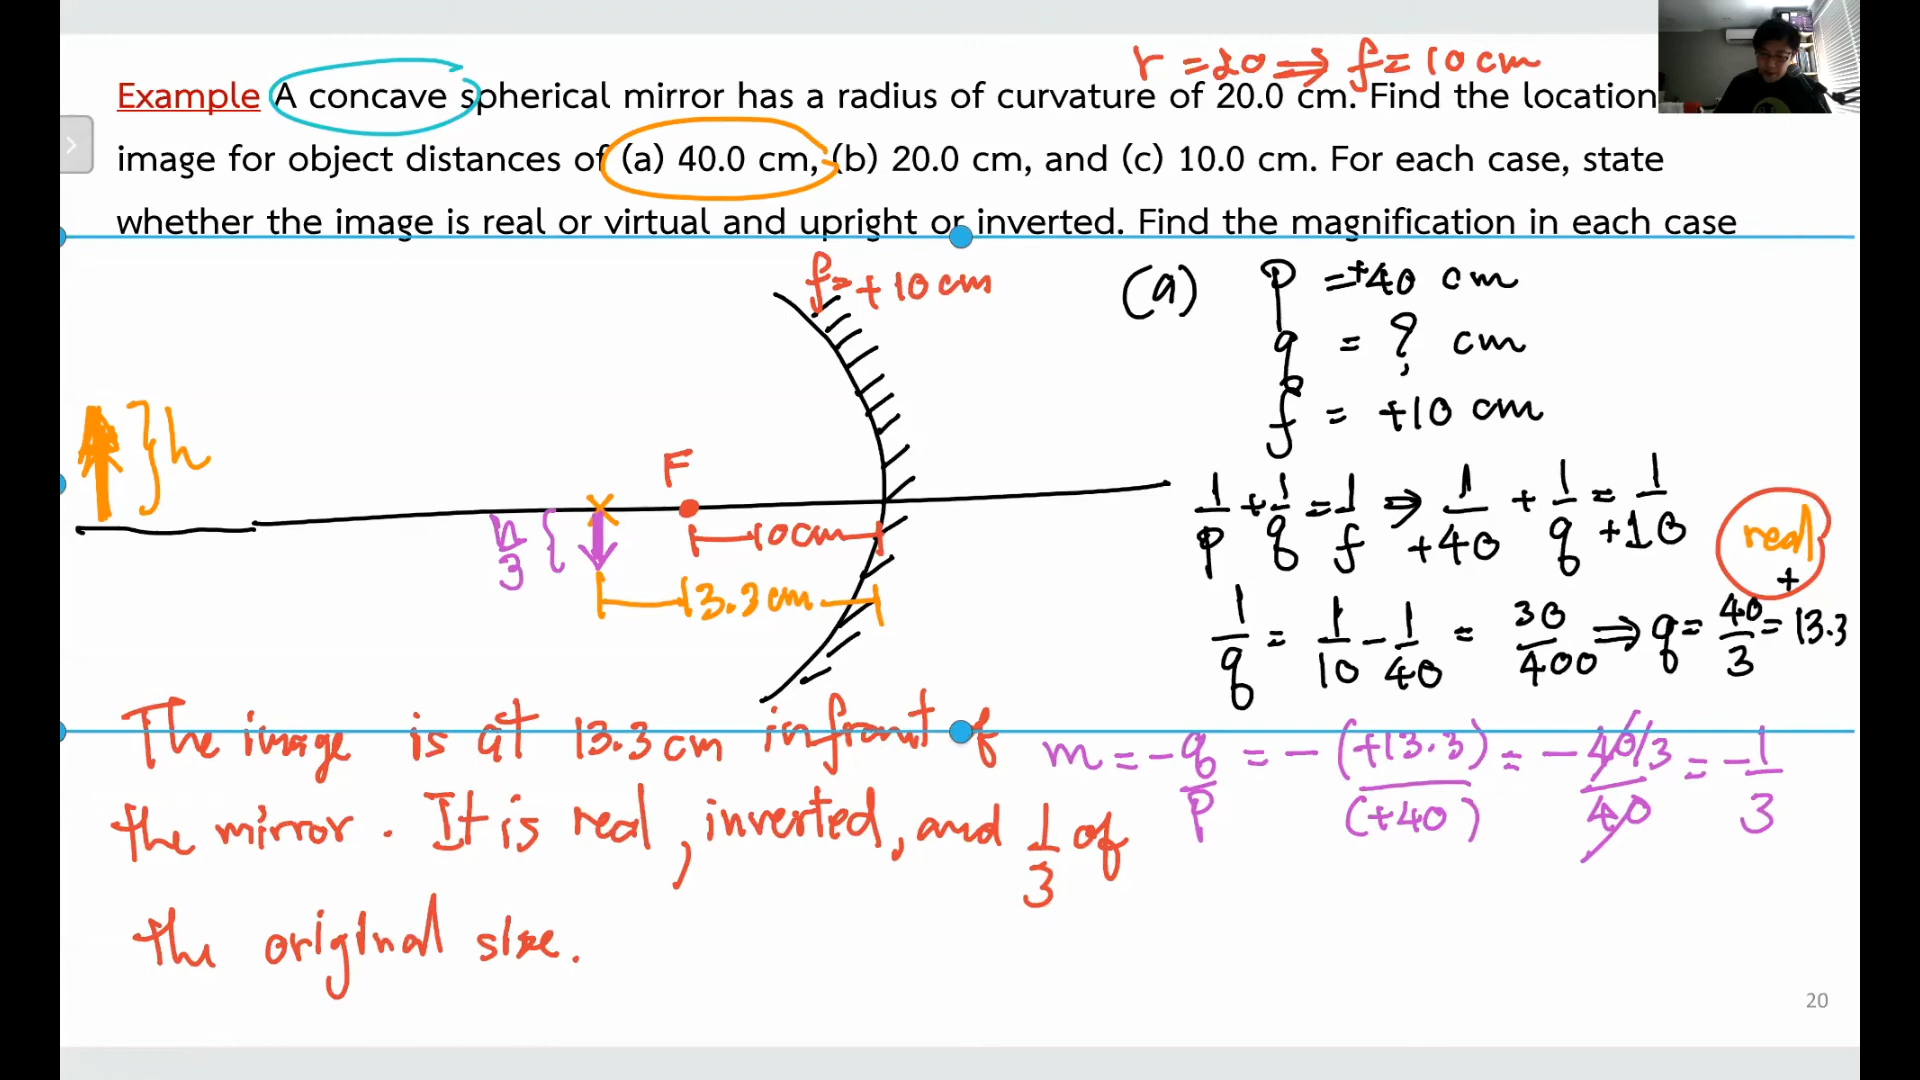 r = 20 ⇒ f = 10 cm
Example A concave spherical mirror has a radius of curvature of 20.0 cm. Find the location
image for object distances of (a) 40.0 cm, (b) 20.0 cm, and (c) 10.0 cm. For each case, state
whether the image is real or virtual and upright or inverted. Find the magnification in each case
f = +10 cm
(a) p = +40 cm
q = ? cm
f = +10 cm
} h
F
1/p + 1/q = 1/f ⇒ 1/+40 + 1/q = 1/+10
real
+
h/3 {
10 cm
13.3 cm
1/q = 1/10 - 1/40 = 30/400 ⇒ q = 40/3 = 13.3
The image is at 13.3 cm infront of
the mirror. It is real, inverted, and 1/3 of
the original size.
m = -q/p = -(+13.3)/(+40) = -40/3/40 = -1/3
20